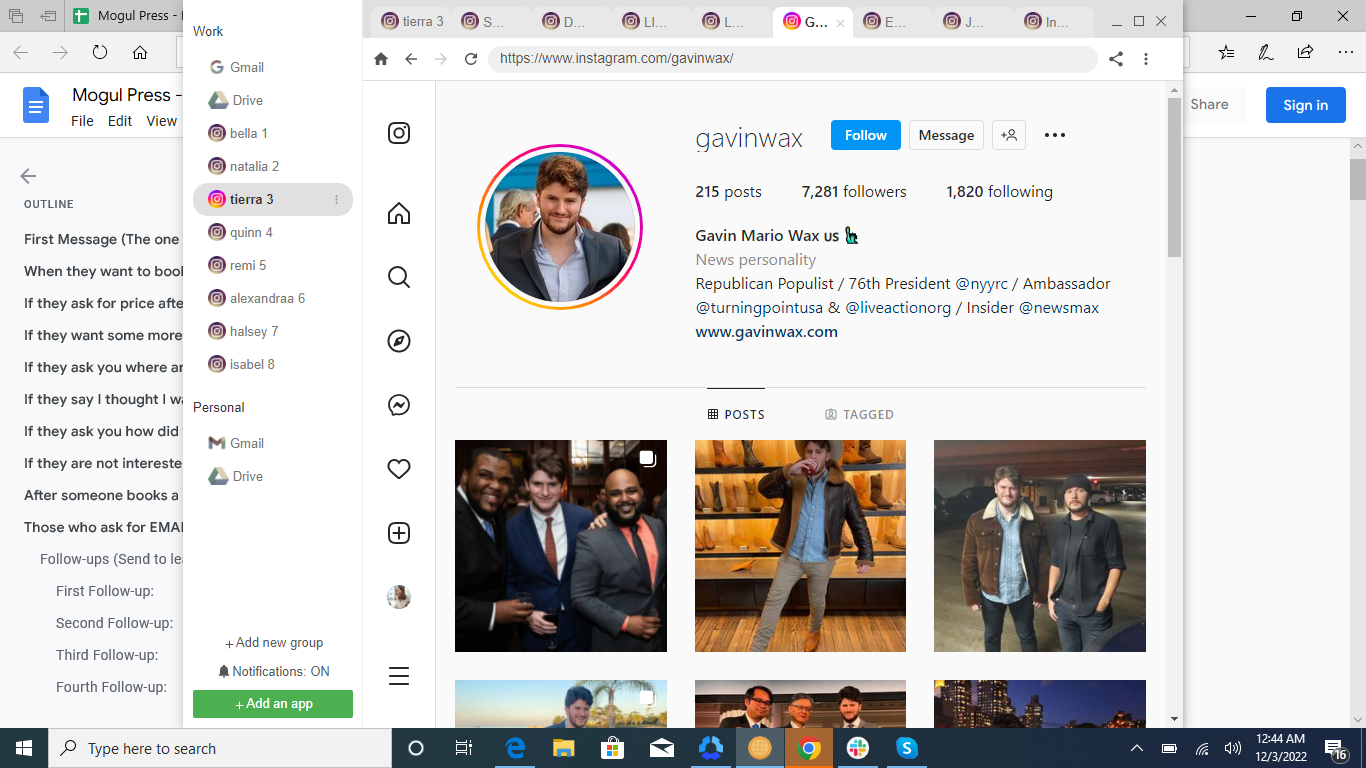 Mogul Press - I
Mogul Press -
File Edit View
OUTLINE
First Message (The one
When they want to book
If they ask for price afte
If they want some more
If they ask you where ar
If they say I thought I wa
If they ask you how did
If they are not intereste
After someone books a
Those who ask for EMAI
Follow-ups (Send to lea
First Follow-up:
Second Follow-up:
Third Follow-up:
Fourth Follow-up:
Work
Gmail
Drive
bella 1
natalia 2
tierra 3
quinn 4
remi 5
alexandraa 6
halsey 7
isabel 8
Personal
Gmail
Drive
+ Add new group
Notifications: ON
+ Add an app
tierra 3 S... D... LI... L... G... E... J... In...
https://www.instagram.com/gavinwax/
gavinwax Follow Message
215 posts 7,281 followers 1,820 following
Gavin Mario Wax us
News personality
Republican Populist / 76th President @nyyrc / Ambassador
@turningpointusa & @liveactionorg / Insider @newsmax
www.gavinwax.com
POSTS TAGGED
Share Sign in
Type here to search
12:44 AM
12/3/2022
16